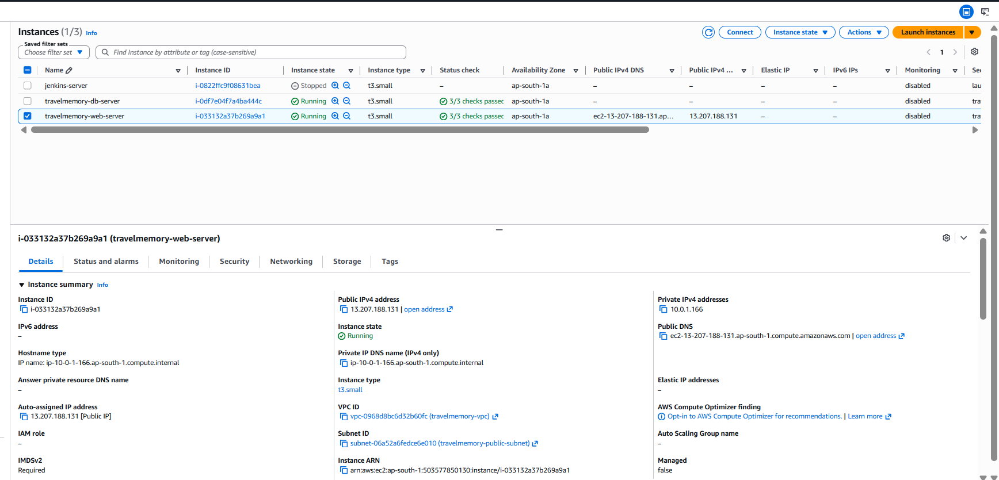 Instances (1/3) Info
Connect
Instance state
Actions
Launch instances
Saved filter sets
Choose filter set
Find Instance by attribute or tag (case-sensitive)
1
Name Instance ID Instance state Instance type Status check Availability Zone Public IPv4 DNS Public IPv4 ... Elastic IP IPv6 IPs Monitoring Sec
jenkins-server i-0822ffc9f08631bea Stopped t3.small – ap-south-1a – – – – disabled lau
travelmemory-db-server i-0df7e04f7a4ba444c Running t3.small 3/3 checks passed ap-south-1a – – – – disabled tra
travelmemory-web-server i-033132a37b269a9a1 Running t3.small 3/3 checks passed ap-south-1a ec2-13-207-188-131.ap... 13.207.188.131 – – disabled tra
i-033132a37b269a9a1 (travelmemory-web-server)
Details Status and alarms Monitoring Security Networking Storage Tags
Instance summary Info
Instance ID
i-033132a37b269a9a1
Public IPv4 address
13.207.188.131 | open address
Private IPv4 addresses
10.0.1.166
IPv6 address
–
Instance state
Running
Public DNS
ec2-13-207-188-131.ap-south-1.compute.amazonaws.com | open address
Hostname type
IP name: ip-10-0-1-166.ap-south-1.compute.internal
Private IP DNS name (IPv4 only)
ip-10-0-1-166.ap-south-1.compute.internal
Answer private resource DNS name
–
Instance type
t3.small
Elastic IP addresses
–
Auto-assigned IP address
13.207.188.131 [Public IP]
VPC ID
vpc-0968d8bc6d32b60fc (travelmemory-vpc)
AWS Compute Optimizer finding
Opt-in to AWS Compute Optimizer for recommendations. | Learn more
IAM role
–
Subnet ID
subnet-06a52a6fedce6e010 (travelmemory-public-subnet)
Auto Scaling Group name
–
IMDSv2
Required
Instance ARN
arn:aws:ec2:ap-south-1:503577850130:instance/i-033132a37b269a9a1
Managed
false